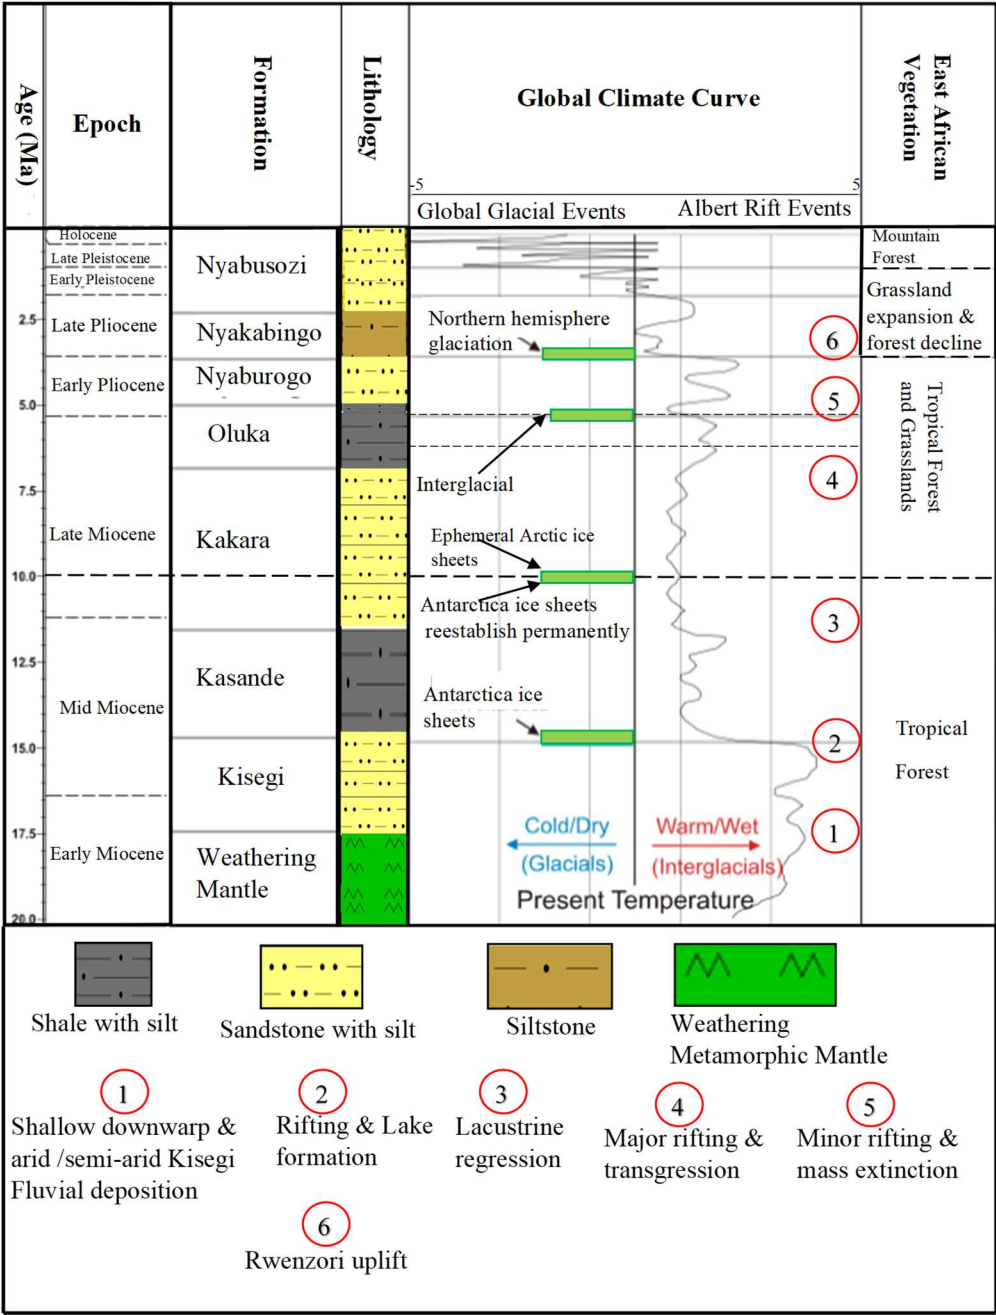 Age (Ma)
Epoch
Formation
Lithology
Global Climate Curve
East African
Vegetation
-5
5
Global Glacial Events
Albert Rift Events
Holocene
Late Pleistocene
Early Pleistocene
Late Pliocene
Early Pliocene
Late Miocene
Mid Miocene
Early Miocene
2.5
5.0
7.5
10.0
12.5
15.0
17.5
20.0
Nyabusozi
Nyakabingo
Nyaburogo
Oluka
Kakara
Kasande
Kisegi
Weathering
Mantle
Northern hemisphere
glaciation
Interglacial
Ephemeral Arctic ice
sheets
Antarctica ice sheets
reestablish permanently
Antarctica ice
sheets
Cold/Dry
(Glacials)
Warm/Wet
(Interglacials)
Present Temperature
6
5
4
3
2
1
Mountain
Forest
Grassland
expansion &
forest decline
Tropical Forest
and Grasslands
Tropical
Forest
Shale with silt
Sandstone with silt
Siltstone
Weathering
Metamorphic Mantle
1
Shallow downwarp &
arid /semi-arid Kisegi
Fluvial deposition
2
Rifting & Lake
formation
3
Lacustrine
regression
4
Major rifting &
transgression
5
Minor rifting &
mass extinction
6
Rwenzori uplift